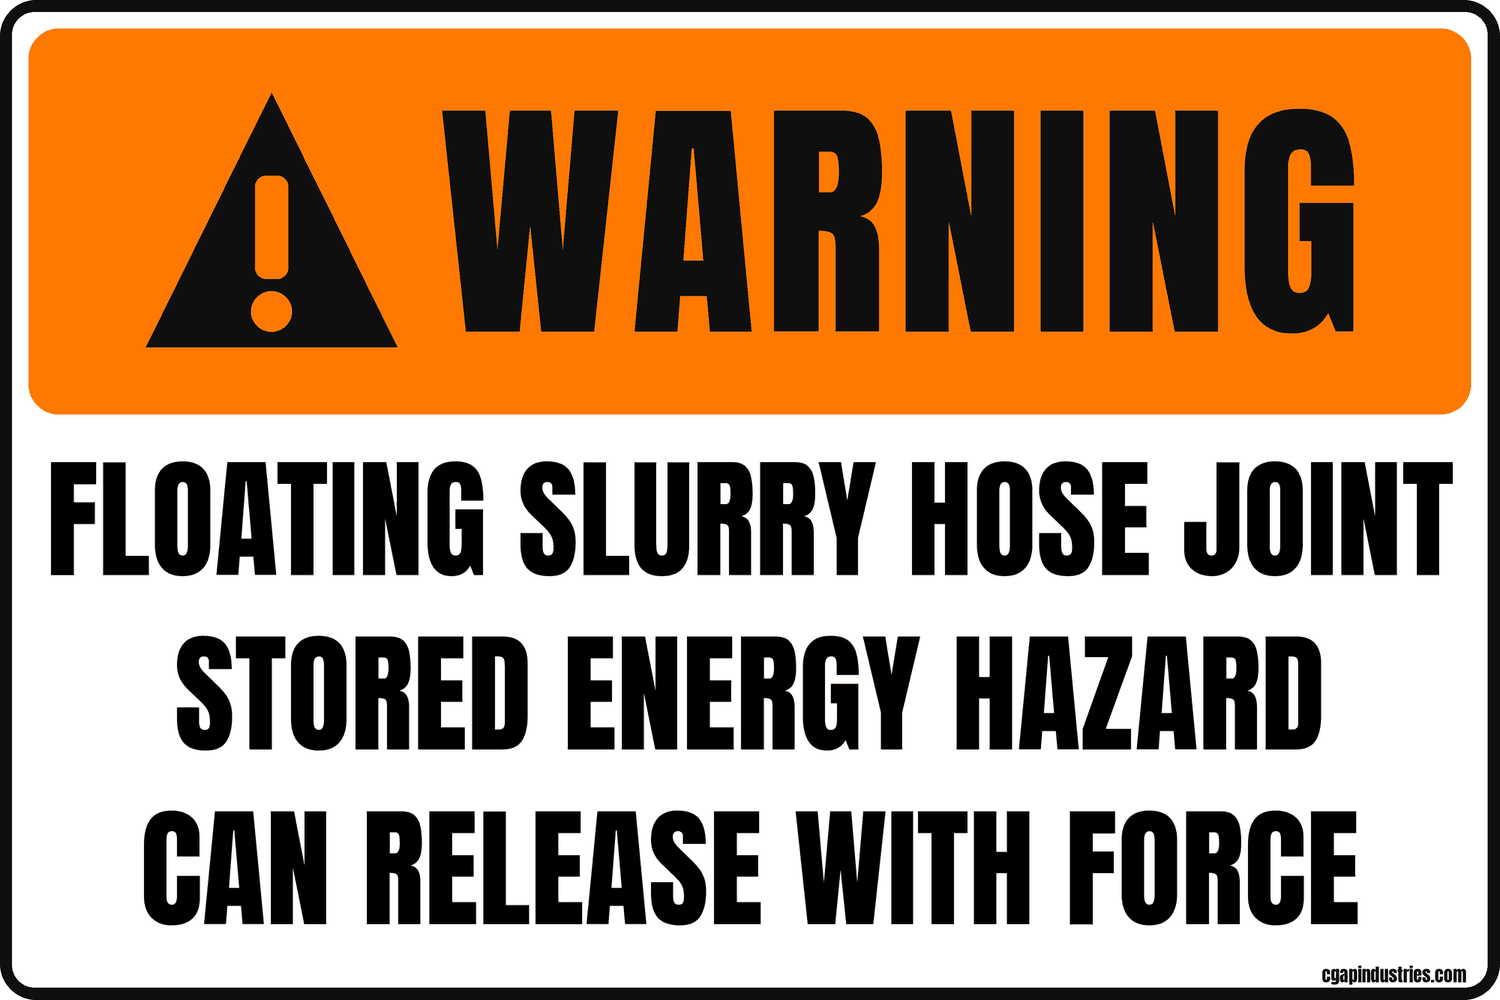 WARNING
FLOATING SLURRY HOSE JOINT
STORED ENERGY HAZARD
CAN RELEASE WITH FORCE
cgapindustries.com